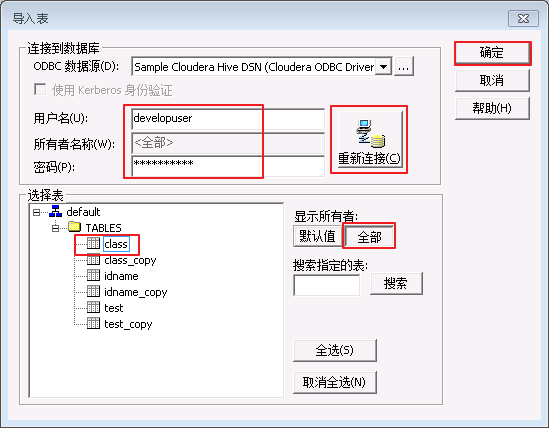 导入表
连接到数据库
ODBC 数据源(D): Sample Cloudera Hive DSN (Cloudera ODBC Driver ...
使用 Kerberos 身份验证
用户名(U): developuser
所有者名称(W): <全部>
密码(P): **********
重新连接(C)
确定
取消
帮助(H)
选择表
default
TABLES
class
class_copy
idname
idname_copy
test
test_copy
显示所有者:
默认值 全部
搜索指定的表:
搜索
全选(S)
取消全选(N)